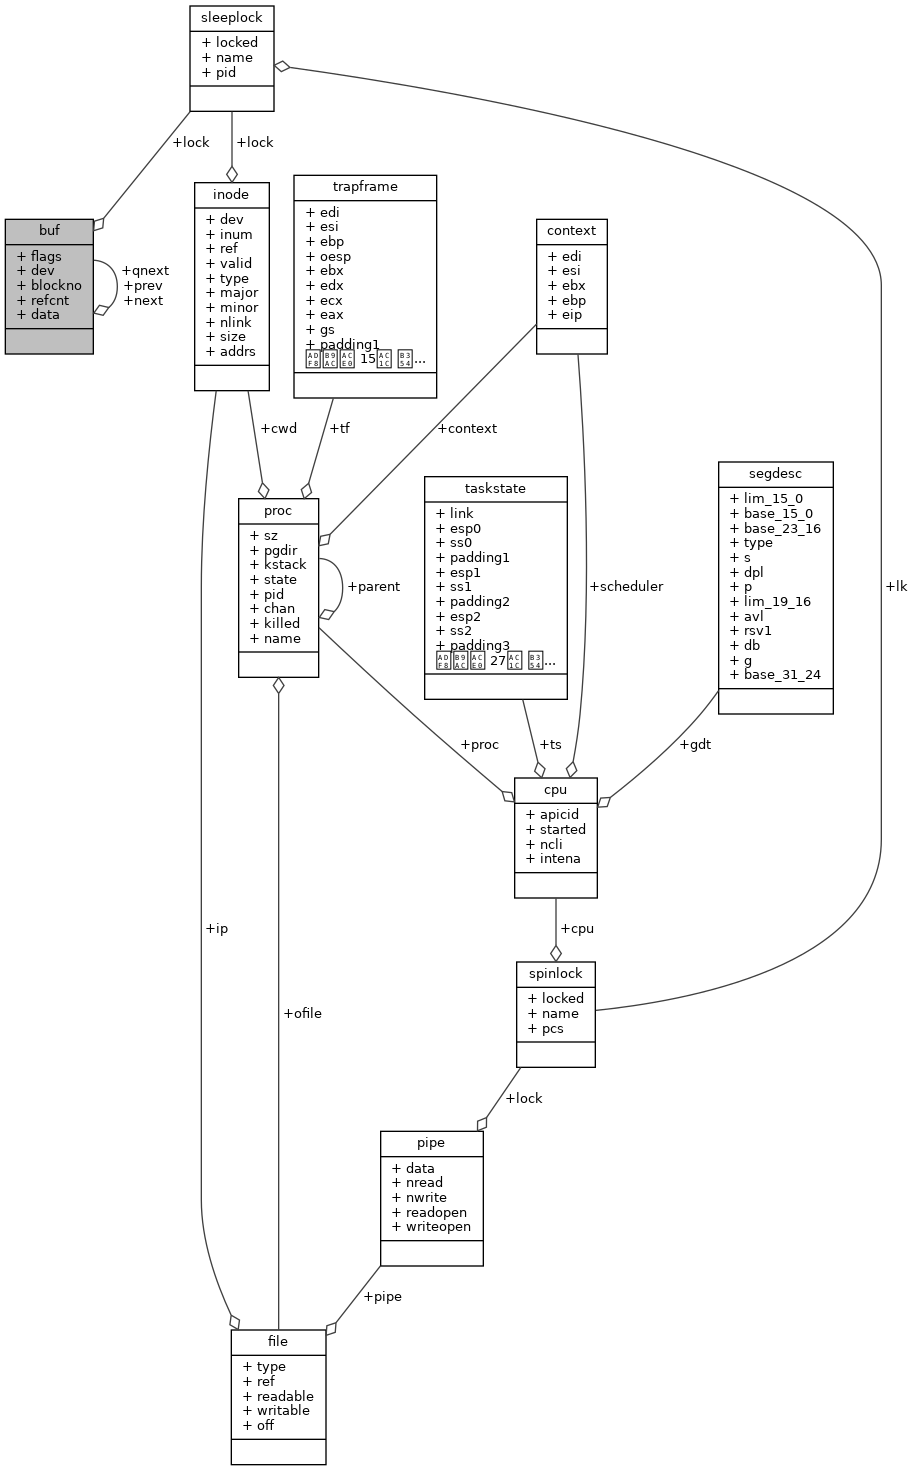 sleeplock
+ locked
+ name
+ pid
+lock
+lock
buf
+ flags
+ dev
+ blockno
+ refcnt
+ data
+qnext
+prev
+next
inode
+ dev
+ inum
+ ref
+ valid
+ type
+ major
+ minor
+ nlink
+ size
+ addrs
trapframe
+ edi
+ esi
+ ebp
+ oesp
+ ebx
+ edx
+ ecx
+ eax
+ gs
+ padding1
15 ...
context
+ edi
+ esi
+ ebx
+ ebp
+ eip
+cwd
+tf
+context
proc
+ sz
+ pgdir
+ kstack
+ state
+ pid
+ chan
+ killed
+ name
+parent
taskstate
+ link
+ esp0
+ ss0
+ padding1
+ esp1
+ ss1
+ padding2
+ esp2
+ ss2
+ padding3
27 ...
+scheduler
segdesc
+ lim_15_0
+ base_15_0
+ base_23_16
+ type
+ s
+ dpl
+ p
+ lim_19_16
+ avl
+ rsv1
+ db
+ g
+ base_31_24
+lk
+proc
+ts
+gdt
cpu
+ apicid
+ started
+ ncli
+ intena
+ip
+cpu
spinlock
+ locked
+ name
+ pcs
+ofile
+lock
pipe
+ data
+ nread
+ nwrite
+ readopen
+ writeopen
+pipe
file
+ type
+ ref
+ readable
+ writable
+ off